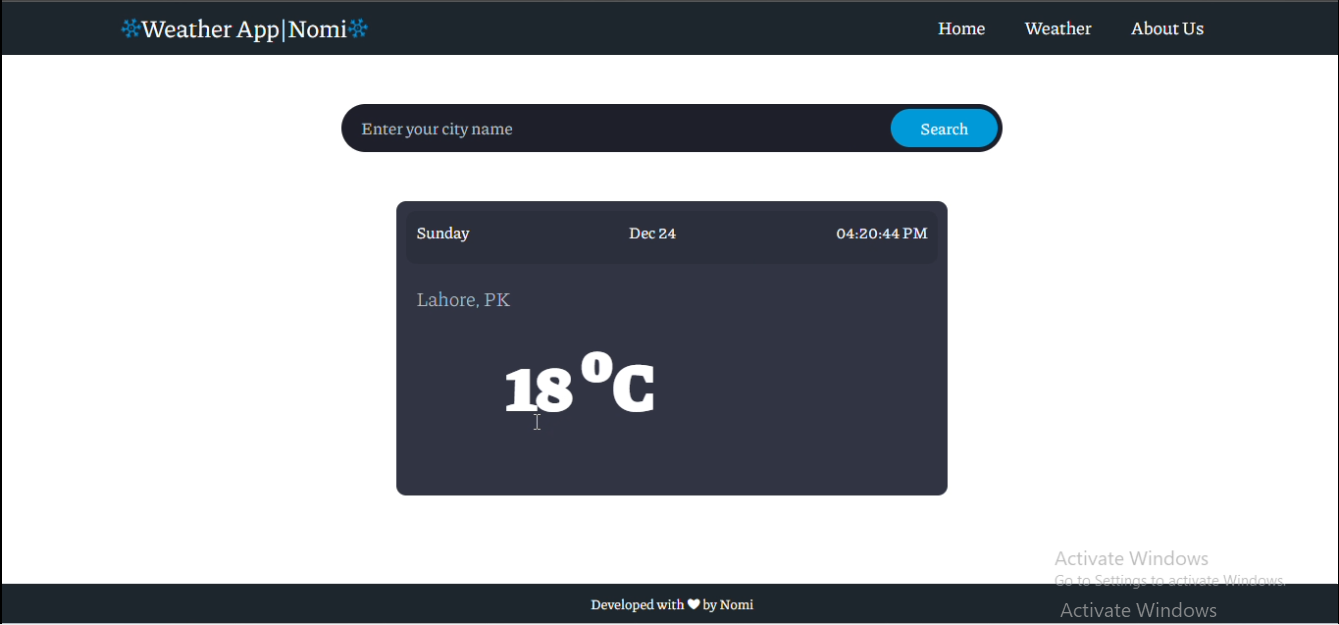 Weather App|Nomi
Home Weather About Us
Enter your city name Search
Sunday Dec 24 04:20:44 PM
Lahore, PK
18⁰C
Activate Windows
Go to Settings to activate Windows.
Developed with by Nomi
Activate Windows